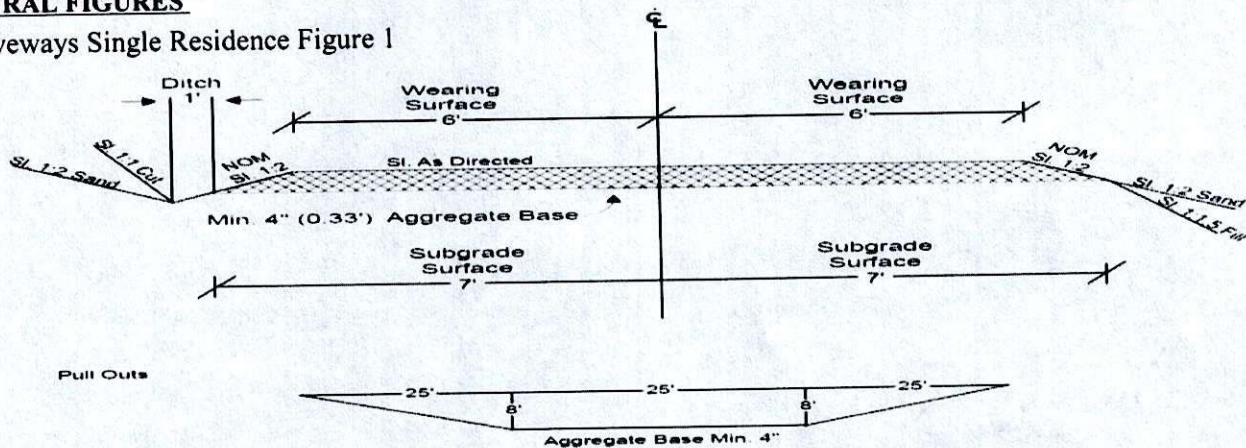 RAL FIGURES
veways Single Residence Figure 1
℄
Ditch
1'
Wearing
Surface
6'
Wearing
Surface
6'
Sl. 1:2 Sand
Sl. 1:1 Cut
NOM
Sl. 1:2
Sl. As Directed
NOM
Sl. 1:2
Sl. 1:2 Sand
Sl. 1:1.5 Fill
Min. 4" (0.33') Aggregate Base
Subgrade
Surface
7'
Subgrade
Surface
7'
Pull Outs
25'
25'
25'
8'
8'
Aggregate Base Min. 4"